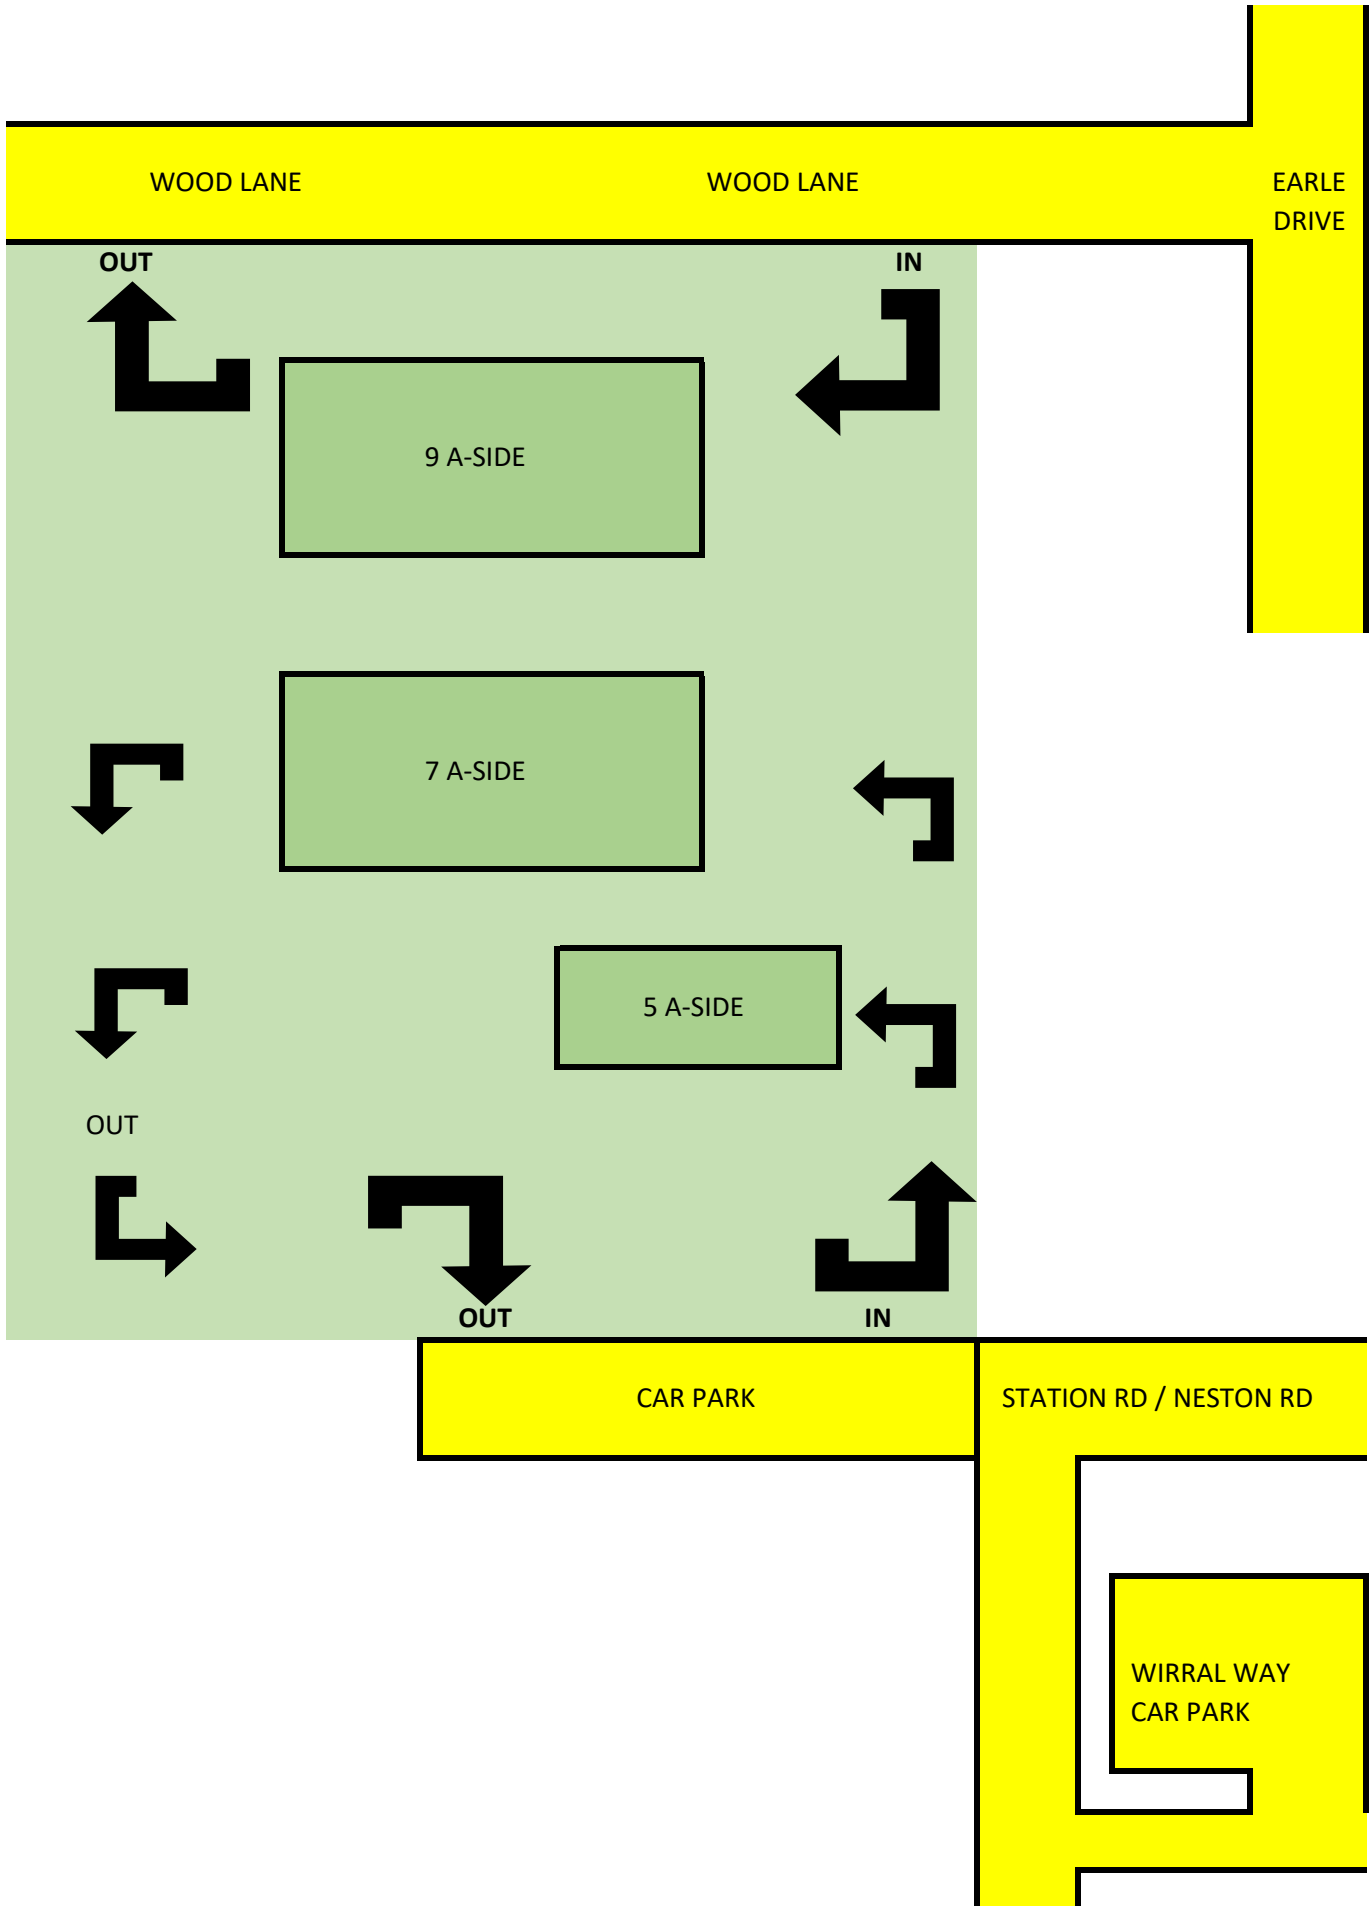 WOOD LANE
WOOD LANE
EARLE
DRIVE
OUT
IN
9 A-SIDE
7 A-SIDE
5 A-SIDE
OUT
OUT
IN
CAR PARK
STATION RD / NESTON RD
WIRRAL WAY
CAR PARK